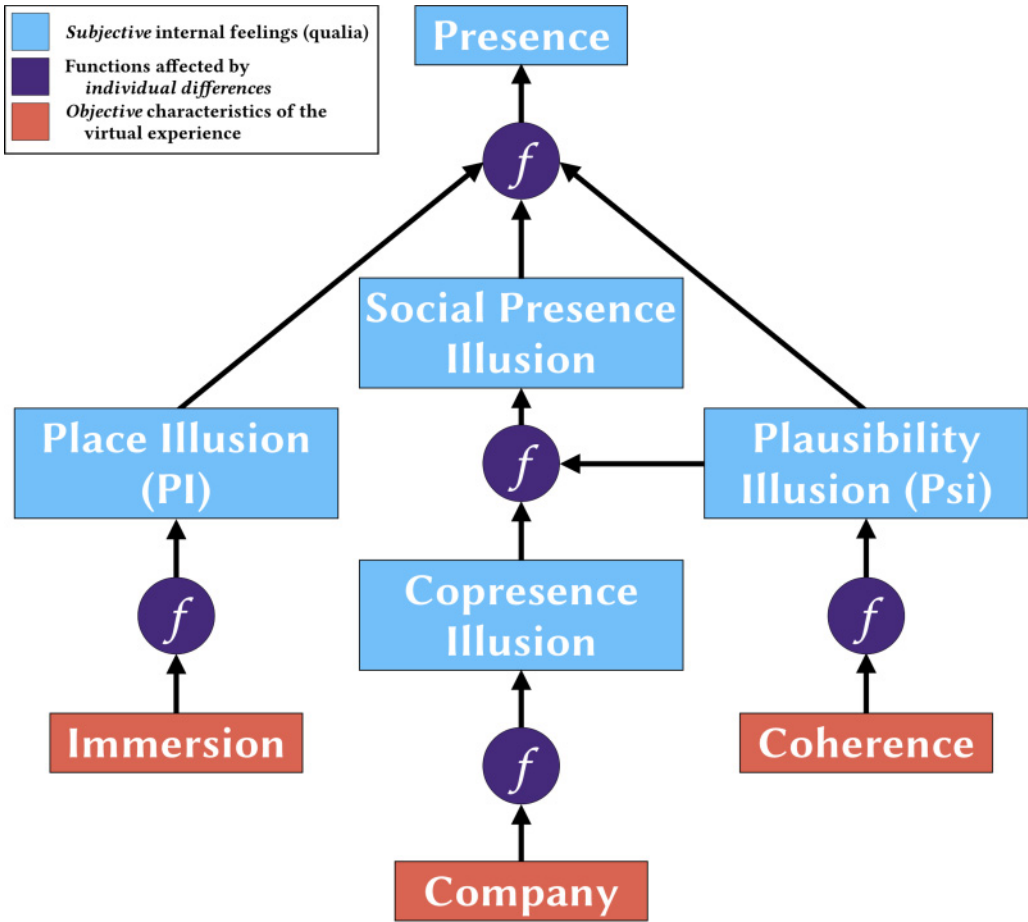 Subjective internal feelings (qualia)
Functions affected by
individual differences
Objective characteristics of the
virtual experience
Presence
f
Social Presence
Illusion
Place Illusion
(PI)
f
Plausibility
Illusion (Psi)
f
Copresence
Illusion
f
Immersion
f
Coherence
Company